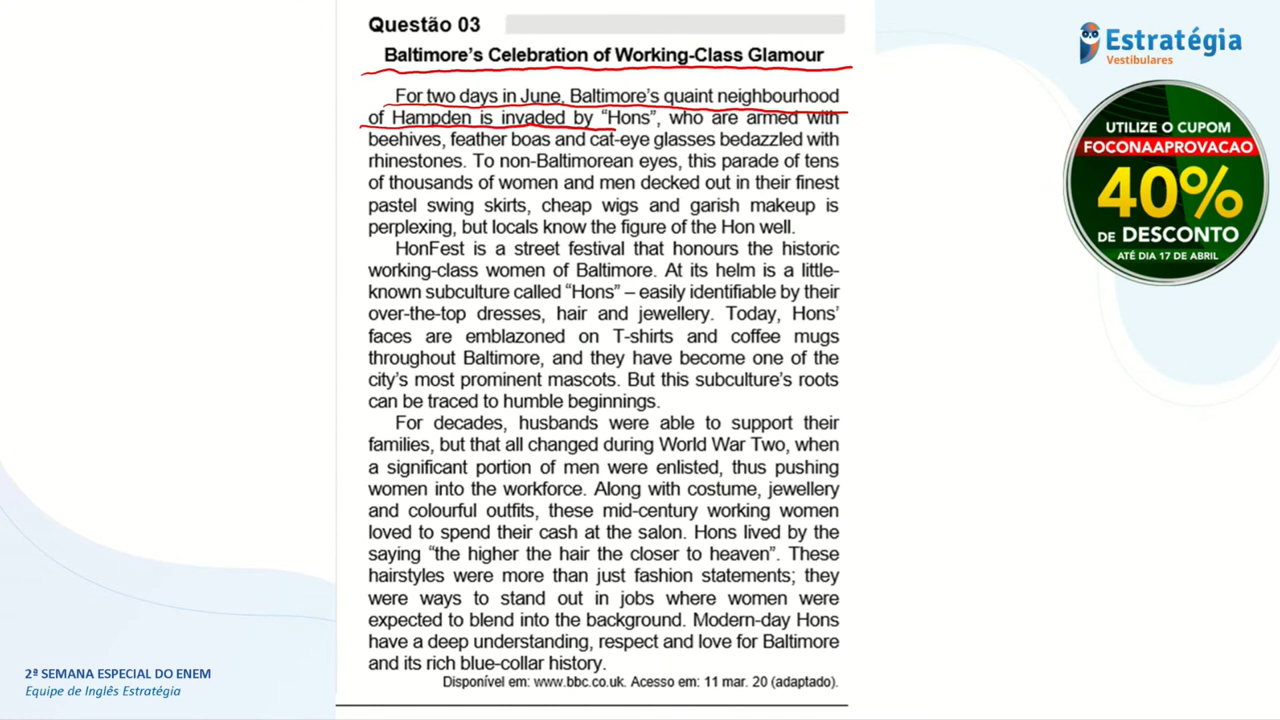 Questão 03
Baltimore's Celebration of Working-Class Glamour
For two days in June, Baltimore's quaint neighbourhood
of Hampden is invaded by “Hons”, who are armed with
beehives, feather boas and cat-eye glasses bedazzled with
rhinestones. To non-Baltimorean eyes, this parade of tens
of thousands of women and men decked out in their finest
pastel swing skirts, cheap wigs and garish makeup is
perplexing, but locals know the figure of the Hon well.
HonFest is a street festival that honours the historic
working-class women of Baltimore. At its helm is a little-
known subculture called “Hons” – easily identifiable by their
over-the-top dresses, hair and jewellery. Today, Hons’
faces are emblazoned on T-shirts and coffee mugs
throughout Baltimore, and they have become one of the
city's most prominent mascots. But this subculture's roots
can be traced to humble beginnings.
For decades, husbands were able to support their
families, but that all changed during World War Two, when
a significant portion of men were enlisted, thus pushing
women into the workforce. Along with costume, jewellery
and colourful outfits, these mid-century working women
loved to spend their cash at the salon. Hons lived by the
saying “the higher the hair the closer to heaven”. These
hairstyles were more than just fashion statements; they
were ways to stand out in jobs where women were
expected to blend into the background. Modern-day Hons
have a deep understanding, respect and love for Baltimore
and its rich blue-collar history.
Disponível em: www.bbc.co.uk. Acesso em: 11 mar. 20 (adaptado).
Estratégia
Vestibulares
UTILIZE O CUPOM
FOCONAAPROVACAO
40%
DE DESCONTO
ATÉ DIA 17 DE ABRIL
2ª SEMANA ESPECIAL DO ENEM
Equipe de Inglês Estratégia